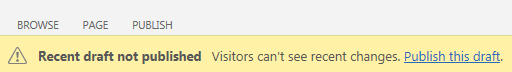 BROWSE PAGE PUBLISH
Recent draft not published Visitors can't see recent changes. Publish this draft.